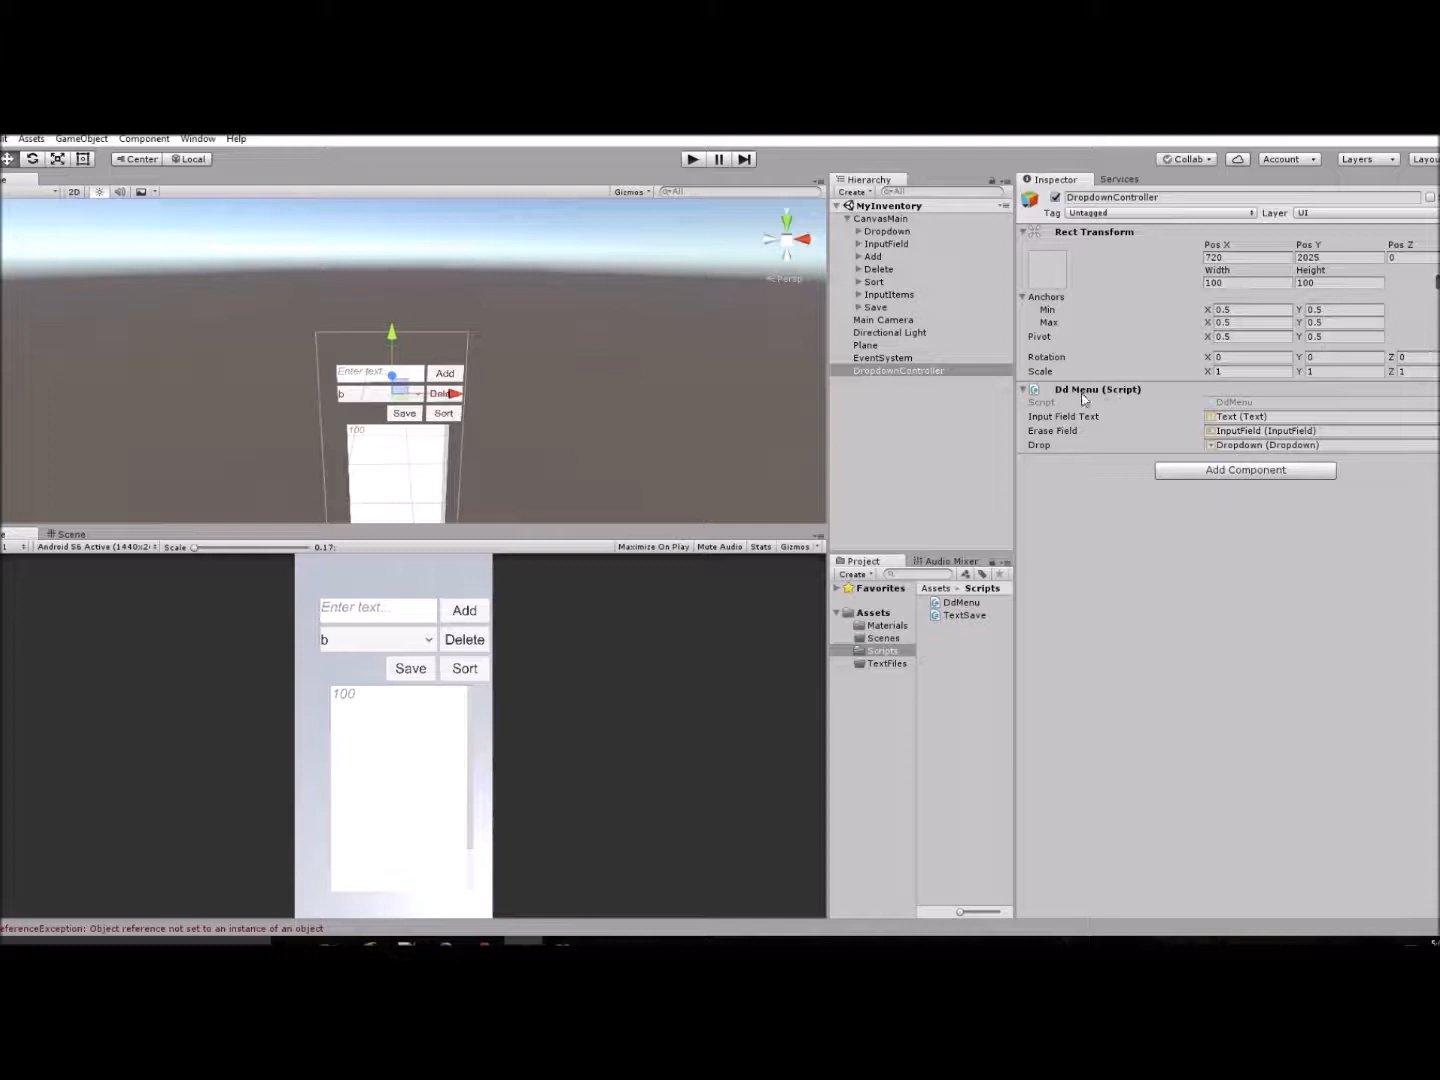 Assets GameObject Component Window Help
Center Local Collab Account Layers Layou
Hierarchy Inspector Services
2D Gizmos All Create All DropdownController
MyInventory Tag Untagged Layer UI
CanvasMain
Dropdown Rect Transform
InputField Pos X Pos Y Pos Z
Add 720 2025 0
Delete Width Height
Sort 100 100
InputItems Anchors
Save Min X 0.5 Y 0.5
Main Camera Max X 0.5 Y 0.5
Directional Light Pivot X 0.5 Y 0.5
Plane
EventSystem Rotation X 0 Y 0 Z 0
DropdownController Scale X 1 Y 1 Z 1
Persp
Enter text... Add
b Dele
Save Sort
100
Dd Menu (Script)
Script DdMenu
Input Field Text Text (Text)
Erase Field InputField (InputField)
Drop Dropdown (Dropdown)
Add Component
Scene
1 Android S6 Active (1440x2 Scale 0.17: Maximize On Play Mute Audio Stats Gizmos
Project Audio Mixer
Create
Favorites Assets Scripts
Assets DdMenu
Materials TextSave
Scenes
Scripts
TextFiles
Enter text... Add
b Delete
Save Sort
100
eferenceException: Object reference not set to an instance of an object